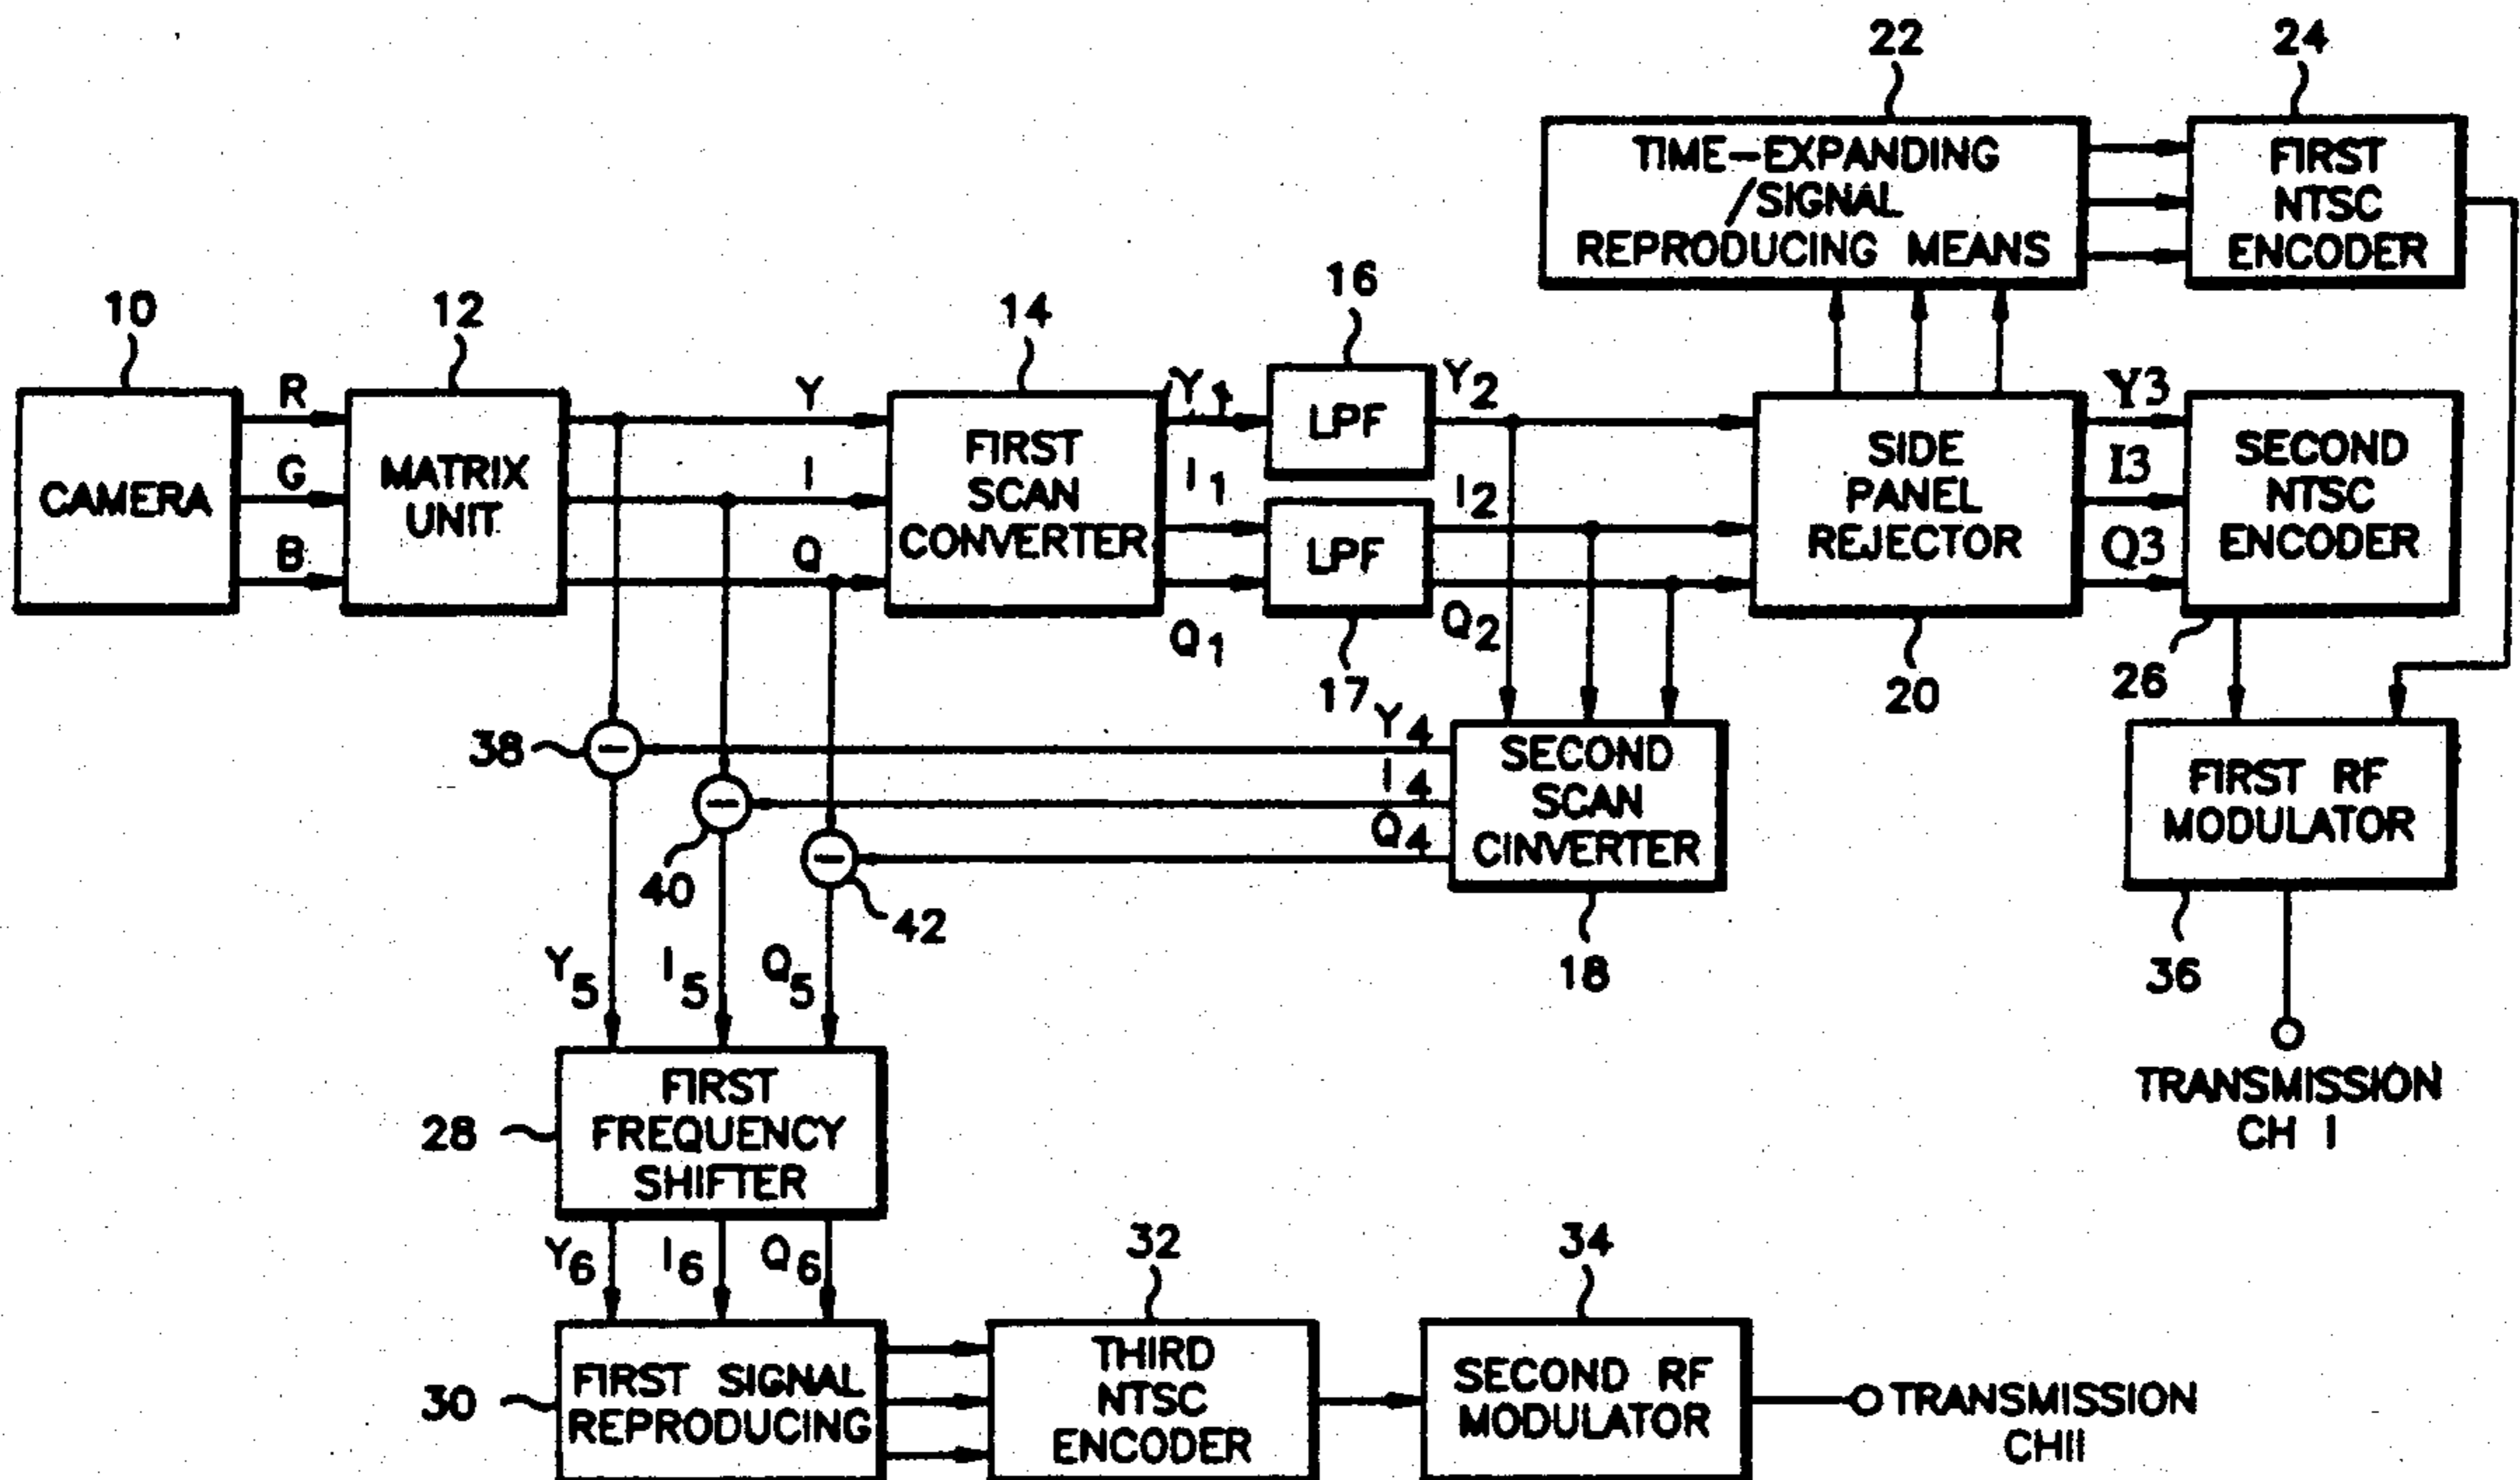 22
24
TIME-EXPANDING
/SIGNAL
REPRODUCING MEANS
FIRST
NTSC
ENCODER
10
12
14
16
R
G
B
Y
I
Q
Y1
I1
Q1
Y2
I2
Q2
Y3
I3
Q3
CAMERA
MATRIX
UNIT
FIRST
SCAN
CONVERTER
LPF
LPF
SIDE
PANEL
REJECTOR
SECOND
NTSC
ENCODER
17
20
26
38
40
42
Y4
I4
Q4
SECOND
SCAN
CINVERTER
18
FIRST RF
MODULATOR
36
TRANSMISSION
CH I
Y5
I5
Q5
28
FIRST
FREQUENCY
SHIFTER
Y6
I6
Q6
32
34
30
FIRST SIGNAL
REPRODUCING
THIRD
NTSC
ENCODER
SECOND RF
MODULATOR
TRANSMISSION
CHII